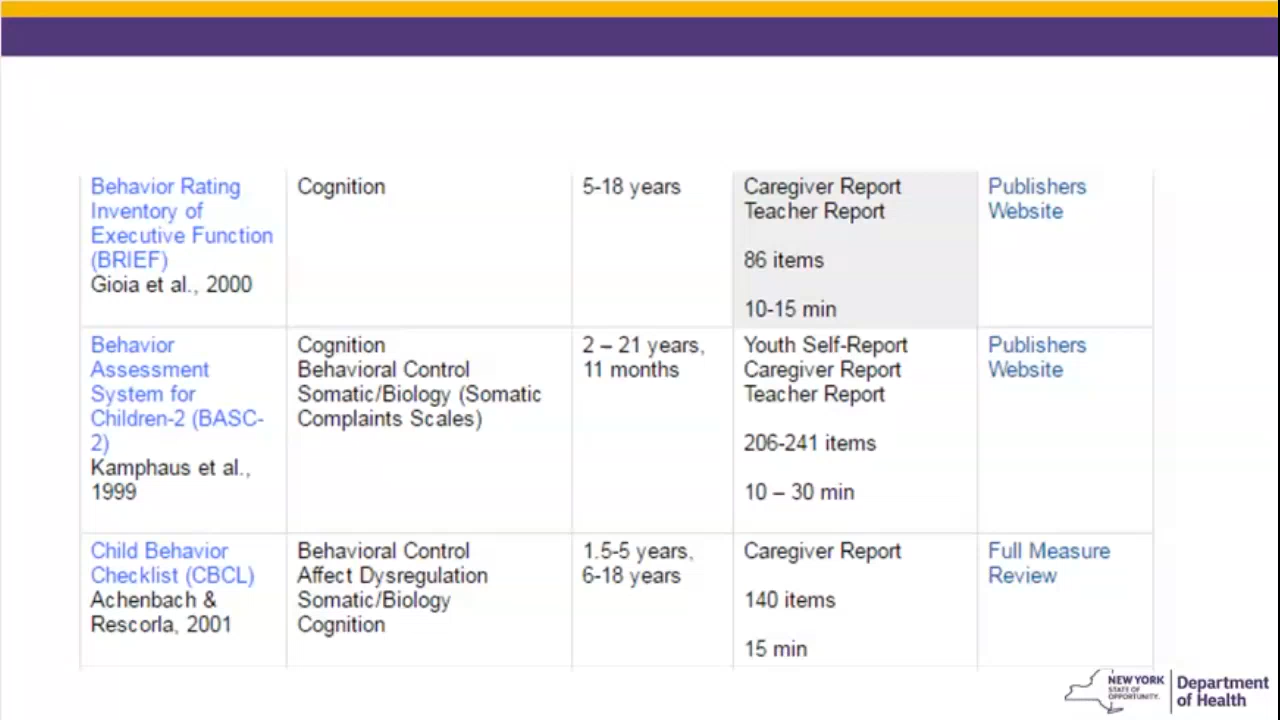 Behavior Rating
Inventory of
Executive Function
(BRIEF)
Gioia et al., 2000
Cognition
5-18 years
Caregiver Report
Teacher Report
86 items
10-15 min
Publishers
Website
Behavior
Assessment
System for
Children-2 (BASC-
2)
Kamphaus et al.,
1999
Cognition
Behavioral Control
Somatic/Biology (Somatic
Complaints Scales)
2 – 21 years,
11 months
Youth Self-Report
Caregiver Report
Teacher Report
206-241 items
10 – 30 min
Publishers
Website
Child Behavior
Checklist (CBCL)
Achenbach &
Rescorla, 2001
Behavioral Control
Affect Dysregulation
Somatic/Biology
Cognition
1.5-5 years,
6-18 years
Caregiver Report
140 items
15 min
Full Measure
Review
NEW YORK
STATE OF
OPPORTUNITY.
Department
of Health